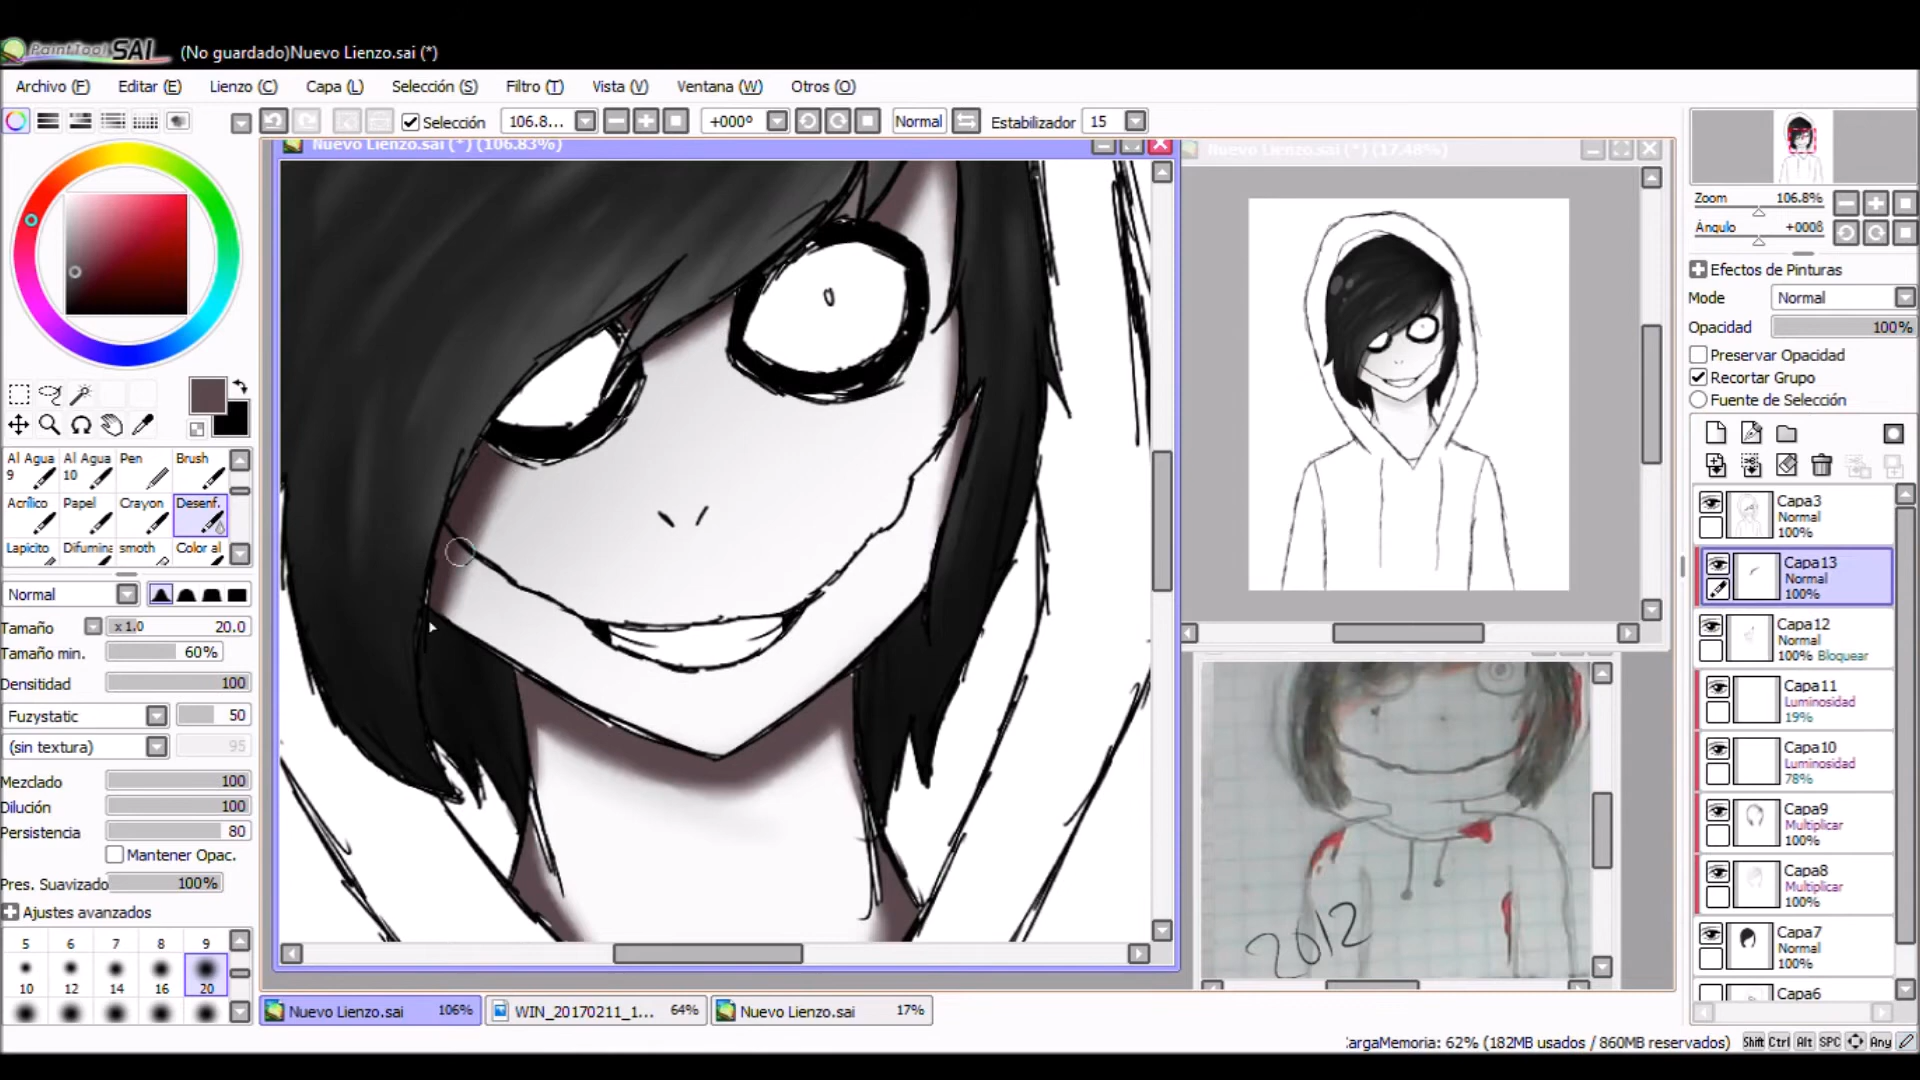 PaintTool SAI (No guardado)Nuevo Lienzo.sai (*)
Archivo (F) Editar (E) Lienzo (C) Capa (L) Selección (S) Filtro (T) Vista (V) Ventana (W) Otros (O)
Selección 106.8... +000º Normal Estabilizador 15
Nuevo Lienzo.sai (*) (106.83%)
Nuevo Lienzo.sai (*) (17.48%)
Zoom 106.8%
Ángulo +0008
Efectos de Pinturas
Mode Normal
Opacidad 100%
Preservar Opacidad
Recortar Grupo
Fuente de Selección
Al Agua 9 Al Agua 10 Pen Brush
Acrílico Papel Crayon Desenf.
Lapicito Difumina smoth Color al
Normal
Tamaño x 1.0 20.0
Tamaño min. 60%
Densitidad 100
Fuzystatic 50
(sin textura) 95
Mezclado 100
Dilución 100
Persistencia 80
Mantener Opac.
Pres. Suavizado 100%
Ajustes avanzados
5 6 7 8 9
10 12 14 16 20
Capa3
Normal
100%
Capa13
Normal
100%
Capa12
Normal
100% Bloquear
Capa11
Luminosidad
19%
Capa10
Luminosidad
78%
Capa9
Multiplicar
100%
Capa8
Multiplicar
100%
Capa7
Normal
100%
Capa6
2012
Nuevo Lienzo.sai 106% WIN_20170211_1... 64% Nuevo Lienzo.sai 17%
CargaMemoria: 62% (182MB usados / 860MB reservados) Shift Ctrl Alt SPC Any